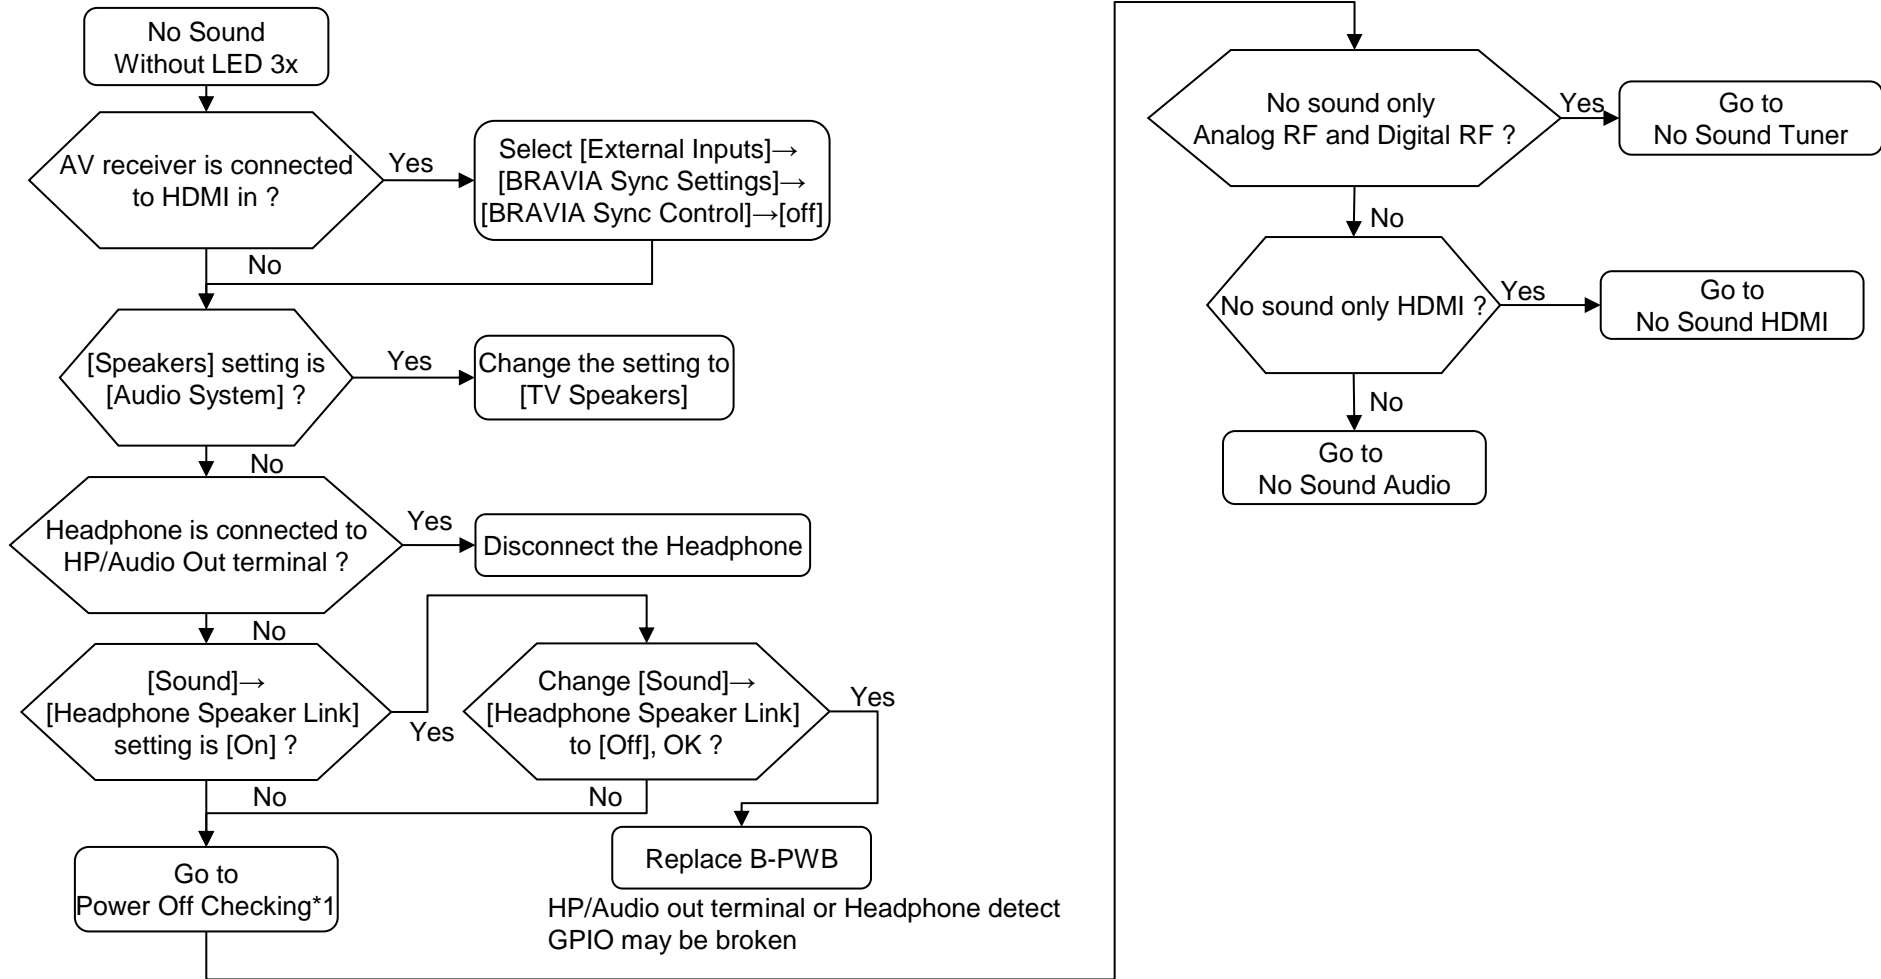 No Sound
Without LED 3x
AV receiver is connected
to HDMI in ?
Yes
Select [External Inputs]→
[BRAVIA Sync Settings]→
[BRAVIA Sync Control]→[off]
No
[Speakers] setting is
[Audio System] ?
Yes
Change the setting to
[TV Speakers]
No
Headphone is connected to
HP/Audio Out terminal ?
Yes
Disconnect the Headphone
No
[Sound]→
[Headphone Speaker Link]
setting is [On] ?
Yes
Change [Sound]→
[Headphone Speaker Link]
to [Off], OK ?
Yes
No
No
Replace B-PWB
HP/Audio out terminal or Headphone detect
GPIO may be broken
Go to
Power Off Checking*1
No sound only
Analog RF and Digital RF ?
Yes
Go to
No Sound Tuner
No
No sound only HDMI ?
Yes
Go to
No Sound HDMI
No
Go to
No Sound Audio